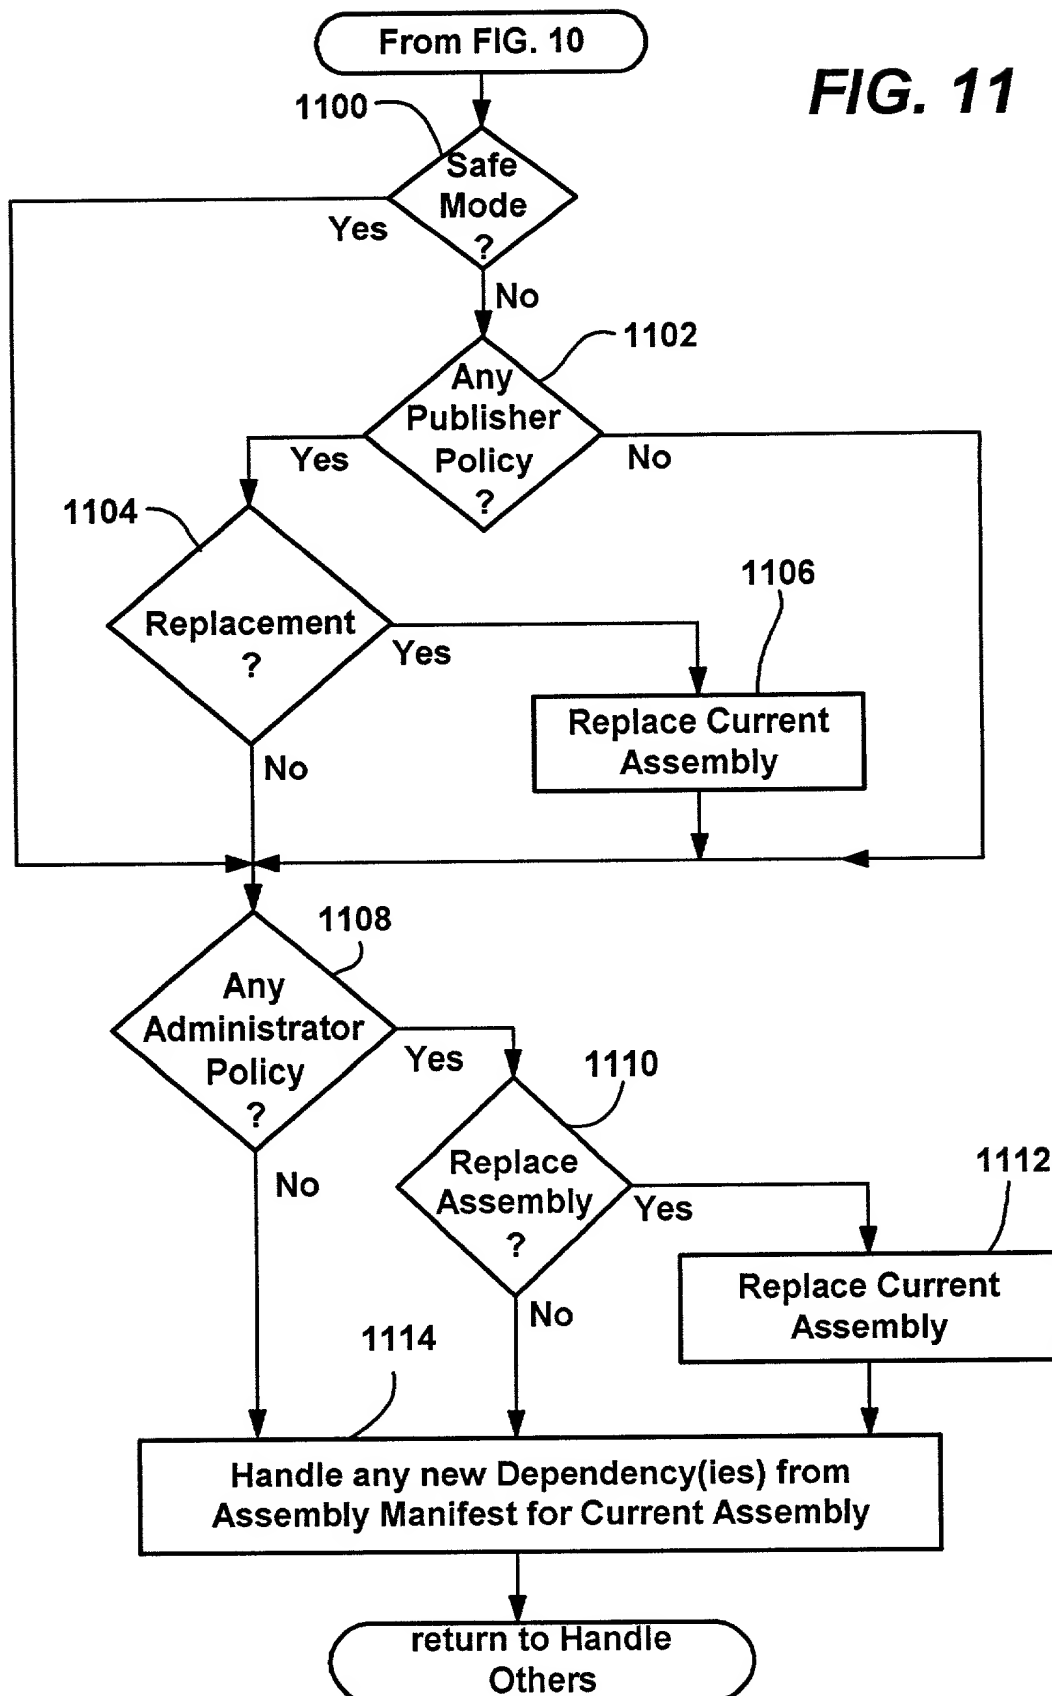 From FIG. 10
FIG. 11
1100
Safe
Mode
?
Yes
No
1102
Any
Publisher
Policy
?
Yes
No
1104
Replacement
?
Yes
No
1106
Replace Current
Assembly
1108
Any
Administrator
Policy
?
Yes
No
1110
Replace
Assembly
?
Yes
No
1112
Replace Current
Assembly
1114
Handle any new Dependency(ies) from
Assembly Manifest for Current Assembly
return to Handle
Others